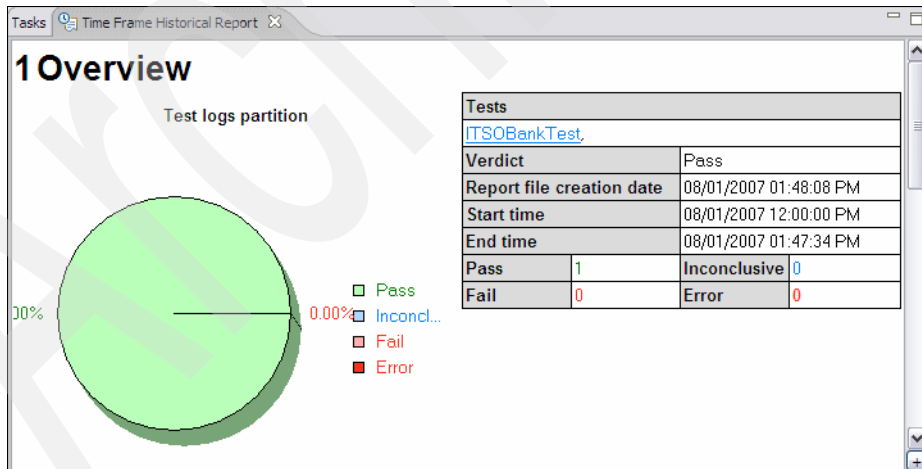 Tasks Time Frame Historical Report
1 Overview
Test logs partition
00%
0.00%
Pass
Inconcl...
Fail
Error
Tests
ITSOBankTest,
Verdict Pass
Report file creation date 08/01/2007 01:48:08 PM
Start time 08/01/2007 12:00:00 PM
End time 08/01/2007 01:47:34 PM
Pass 1 Inconclusive 0
Fail 0 Error 0